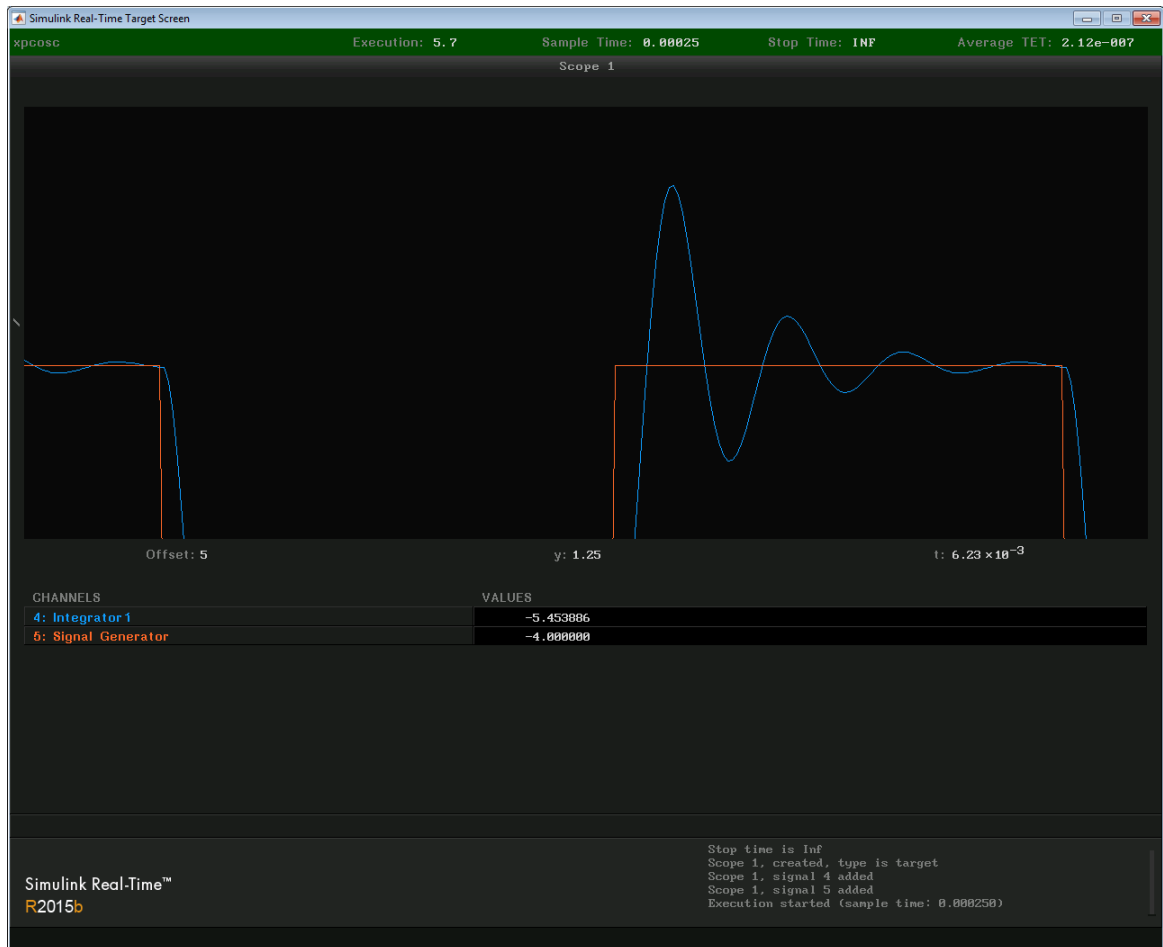 Simulink Real-Time Target Screen
xpcosc Execution: 5.7 Sample Time: 0.00025 Stop Time: INF Average TET: 2.12e-007
Scope 1
Offset: 5 y: 1.25 t: 6.23 ×10⁻³
CHANNELS VALUES
4: Integrator1 -5.453886
5: Signal Generator -4.000000
Stop time is Inf
Scope 1, created, type is target
Scope 1, signal 4 added
Scope 1, signal 5 added
Execution started (sample time: 0.000250)
Simulink Real-Time™
R2015b